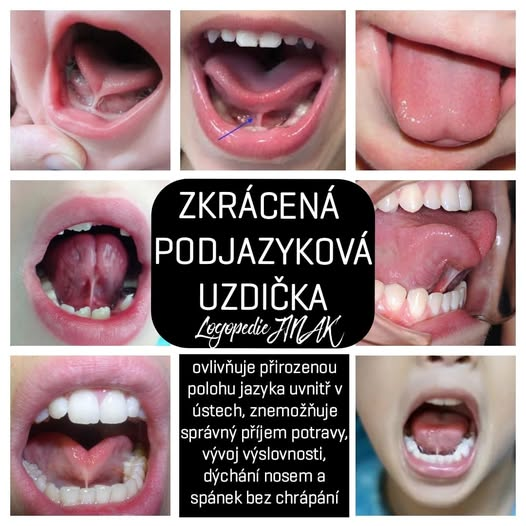 ZKRÁCENÁ
PODJAZYKOVÁ
UZDIČKA
Logopedie JINAK
ovlivňuje přirozenou
polohu jazyka uvnitř v
ústech, znemožňuje
správný příjem potravy,
vývoj výslovnosti,
dýchání nosem a
spánek bez chrápání